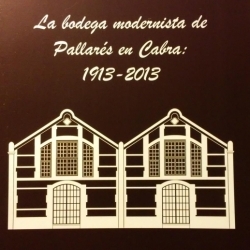 La bodega modernista de
Pallarés en Cabra:
1913-2013